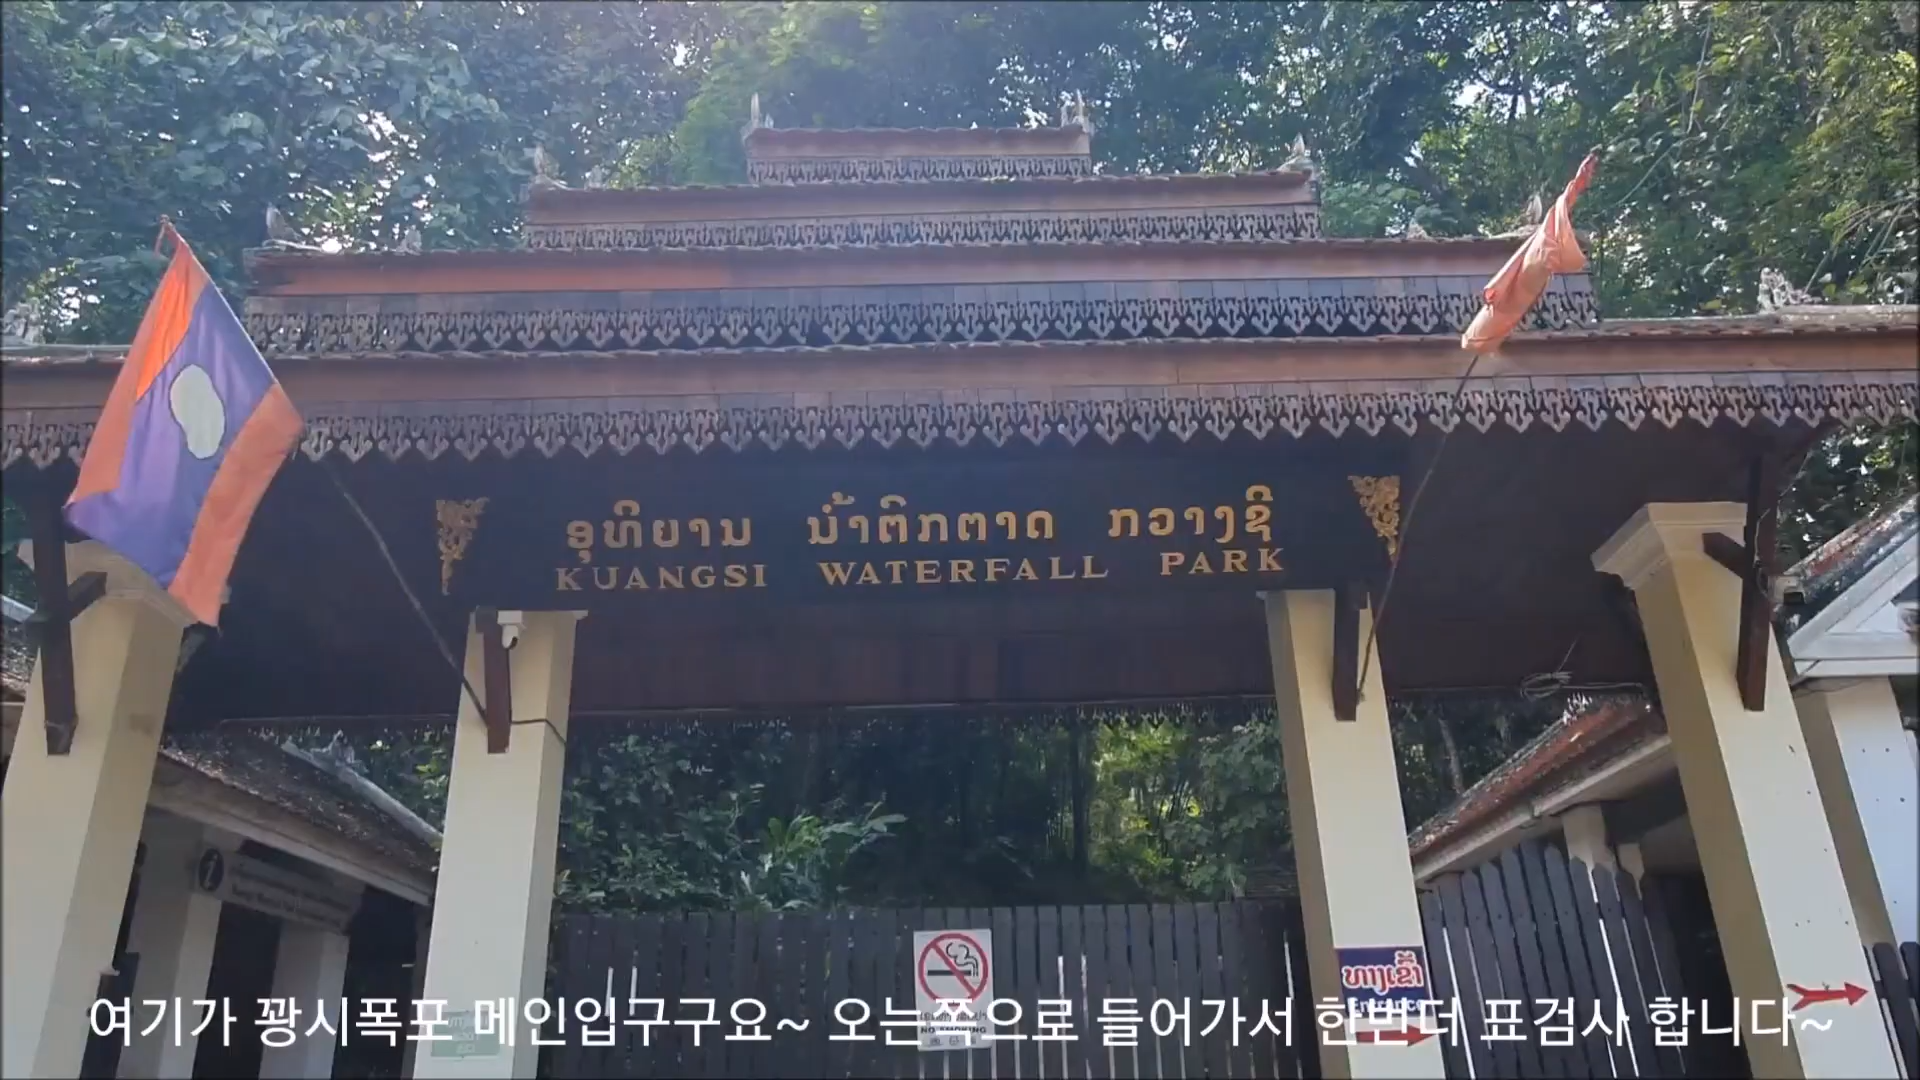 ອຸທິຍານ ນ້ຳຕົກຕາດ ກວາງຊີ
KUANGSI WATERFALL PARK
ທາງເຂົ້າ
Entrance
NO SMOKING
여기가 꽝시폭포 메인입구구요~ 오는쪽으로 들어가서 한번더 표검사 합니다~